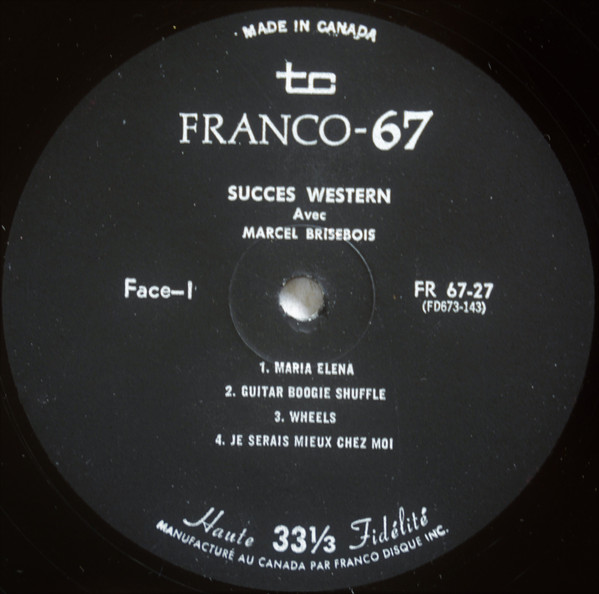 MADE IN CANADA
tc
FRANCO-67
SUCCES WESTERN
Avec
MARCEL BRISEBOIS
Face-1
FR 67-27
(FD673-143)
1. MARIA ELENA
2. GUITAR BOOGIE SHUFFLE
3. WHEELS
4. JE SERAIS MIEUX CHEZ MOI
Haute 33⅓ Fidélité
MANUFACTURÉ AU CANADA PAR FRANCO DISQUE INC.